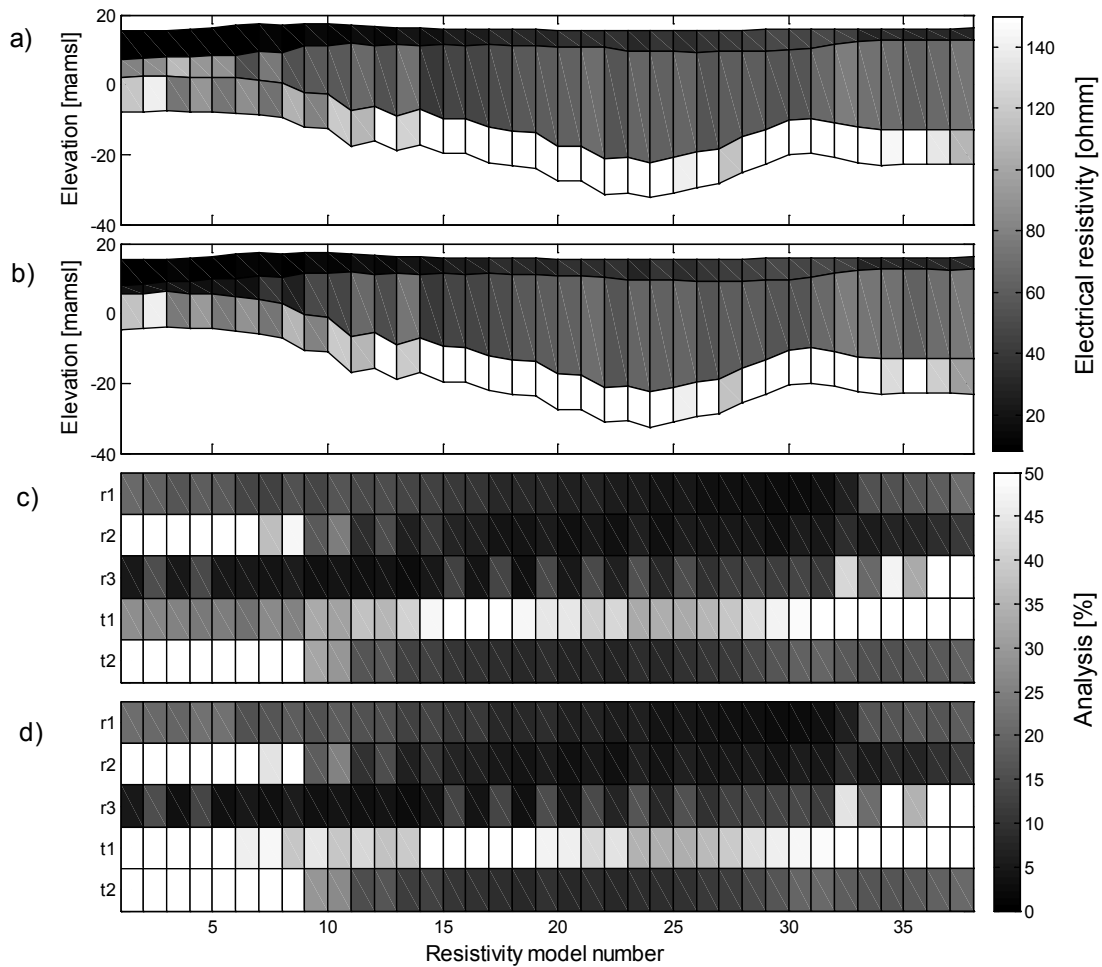 a)
20
0
-20
-40
Elevation [mamsl]
b)
20
0
-20
-40
Elevation [mamsl]
140
120
100
80
60
40
20
Electrical resistivity [ohmm]
c)
r1
r2
r3
t1
t2
d)
r1
r2
r3
t1
t2
5 10 15 20 25 30 35
Resistivity model number
50
45
40
35
30
25
20
15
10
5
0
Analysis [%]